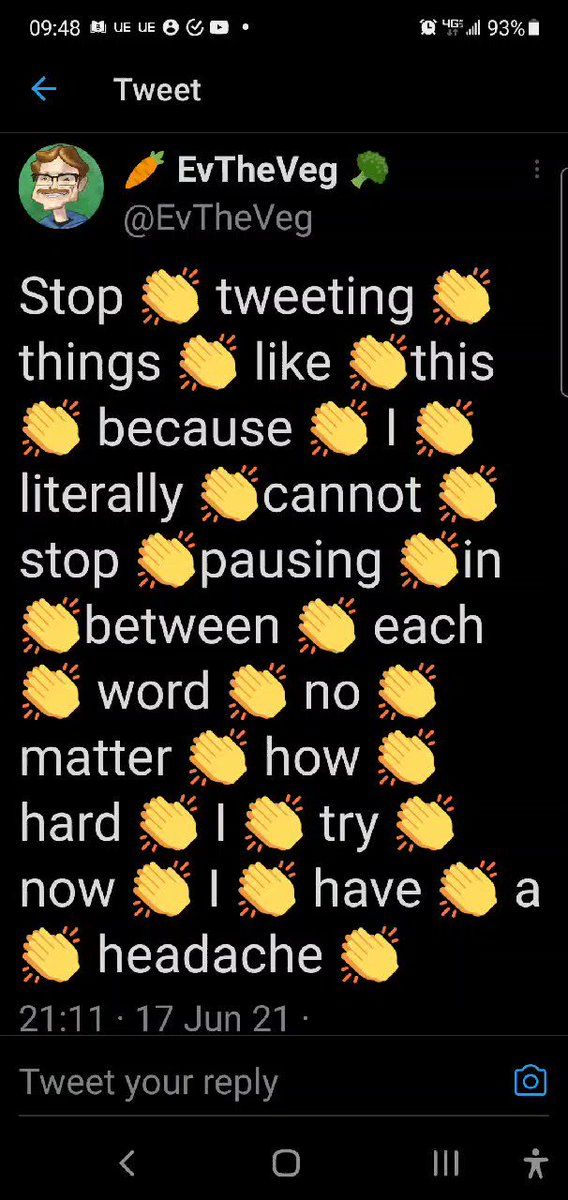 09:48 UE UE • 4G 93%
Tweet
🥕 EvTheVeg 🥦
@EvTheVeg
Stop 👏 tweeting 👏
things 👏 like 👏this
👏 because 👏 I 👏
literally 👏cannot 👏
stop 👏pausing 👏in
👏between 👏 each
👏 word 👏 no 👏
matter 👏 how 👏
hard 👏 I 👏 try 👏
now 👏 I 👏 have 👏 a
👏 headache 👏
21:11 · 17 Jun 21 ·
Tweet your reply